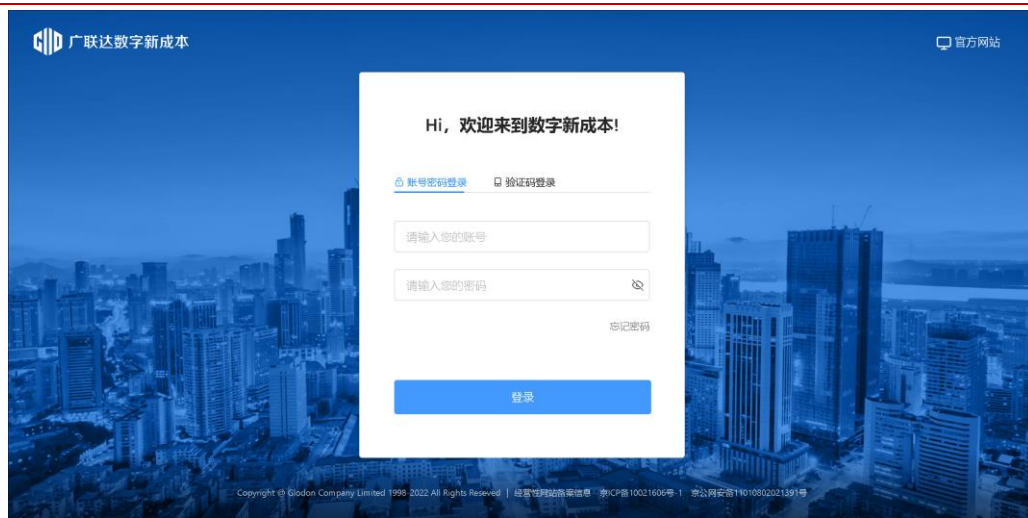 广联达数字新成本
官方网站
Hi，欢迎来到数字新成本!
账号密码登录 验证码登录
请输入您的账号
请输入您的密码
忘记密码
登录
Copyright @ Glodon Company Limited 1998-2022 All Rights Reseved | 经营性网站备案信息 京ICP备10021606号-1 京公网安备11010802021391号